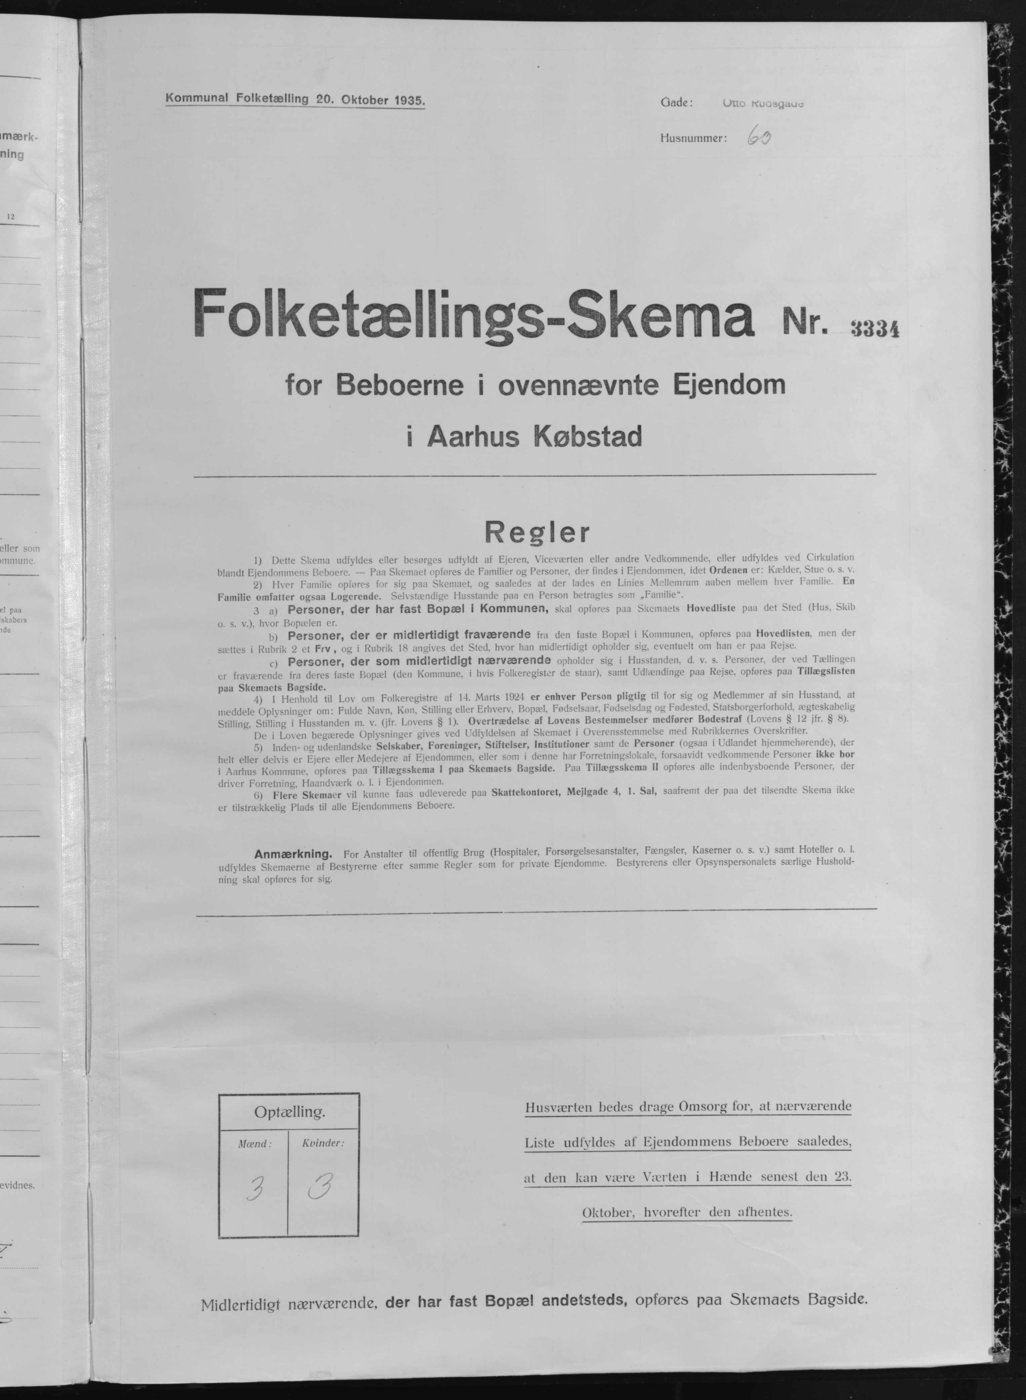 Kommunal Folketælling 20. Oktober 1935.
Gade: Otto Rudsgade
Husnummer: 69
Folketællings-Skema Nr. 3334
for Beboerne i ovennævnte Ejendom
i Aarhus Købstad
Regler
1) Dette Skema udfyldes eller besørges udfyldt af Ejeren, Viceværten eller andre Vedkommende, eller udfyldes ved Cirkulation
blandt Ejendommens Beboere. — Paa Skemaet opføres de Familier og Personer, der findes i Ejendommen, idet Ordenen er: Kælder, Stue o. s. v.
2) Hver Familie opføres for sig paa Skemaet, og saaledes at der lades en Linies Mellemrum aaben mellem hver Familie. En
Familie omfatter ogsaa Logerende. Selvstændige Husstande paa en Person betragtes som „Familie“.
3 a) Personer, der har fast Bopæl i Kommunen, skal opføres paa Skemaets Hovedliste paa det Sted (Hus, Skib
o. s. v.), hvor Bopælen er.
b) Personer, der er midlertidigt fraværende fra den faste Bopæl i Kommunen, opføres paa Hovedlisten, men der
sættes i Rubrik 2 et Frv, og i Rubrik 18 angives det Sted, hvor han midlertidigt opholder sig, eventuelt om han er paa Rejse.
c) Personer, der som midlertidigt nærværende opholder sig i Husstanden, d. v. s. Personer, der ved Tællingen
er fraværende fra deres faste Bopæl (den Kommune, i hvis Folkeregister de staar), samt Udlændinge paa Rejse, opføres paa Tillægslisten
paa Skemaets Bagside.
4) I Henhold til Lov om Folkeregistre af 14. Marts 1924 er enhver Person pligtig til for sig og Medlemmer af sin Husstand, at
meddele Oplysninger om: Fulde Navn, Køn, Stilling eller Erhverv, Bopæl, Fødselsaar, Fødselsdag og Fødested, Statsborgerforhold, ægteskabelig
Stilling, Stilling i Husstanden m. v. (jfr. Lovens § 1). Overtrædelse af Lovens Bestemmelser medfører Bødestraf (Lovens § 12 jfr. § 8).
De i Loven begærede Oplysninger gives ved Udfyldelsen af Skemaet i Overensstemmelse med Rubrikkernes Overskrifter.
5) Inden- og udenlandske Selskaber, Foreninger, Stiftelser, Institutioner samt de Personer (ogsaa i Udlandet hjemmehørende), der
helt eller delvis er Ejere eller Medejere af Ejendommen, eller som i denne har Forretningslokale, forsaavidt vedkommende Personer ikke bor
i Aarhus Kommune, opføres paa Tillægsskema I paa Skemaets Bagside. Paa Tillægsskema II opføres alle indenbysboende Personer, der
driver Forretning, Haandværk o. l. i Ejendommen.
6) Flere Skemaer vil kunne faas udleverede paa Skattekontoret, Mejlgade 4, 1. Sal, saafremt der paa det tilsendte Skema ikke
er tilstrækkelig Plads til alle Ejendommens Beboere.
Anmærkning. For Anstalter til offentlig Brug (Hospitaler, Forsørgelsesanstalter, Fængsler, Kaserner o. s. v.) samt Hoteller o. l.
udfyldes Skemaerne af Bestyrerne efter samme Regler som for private Ejendomme. Bestyrerens eller Opsynspersonalets særlige Hushold-
ning skal opføres for sig.
Optælling.
Mænd: Kvinder:
3 3
Husværten bedes drage Omsorg for, at nærværende
Liste udfyldes af Ejendommens Beboere saaledes,
at den kan være Værten i Hænde senest den 23.
Oktober, hvorefter den afhentes.
Midlertidigt nærværende, der har fast Bopæl andetsteds, opføres paa Skemaets Bagside.